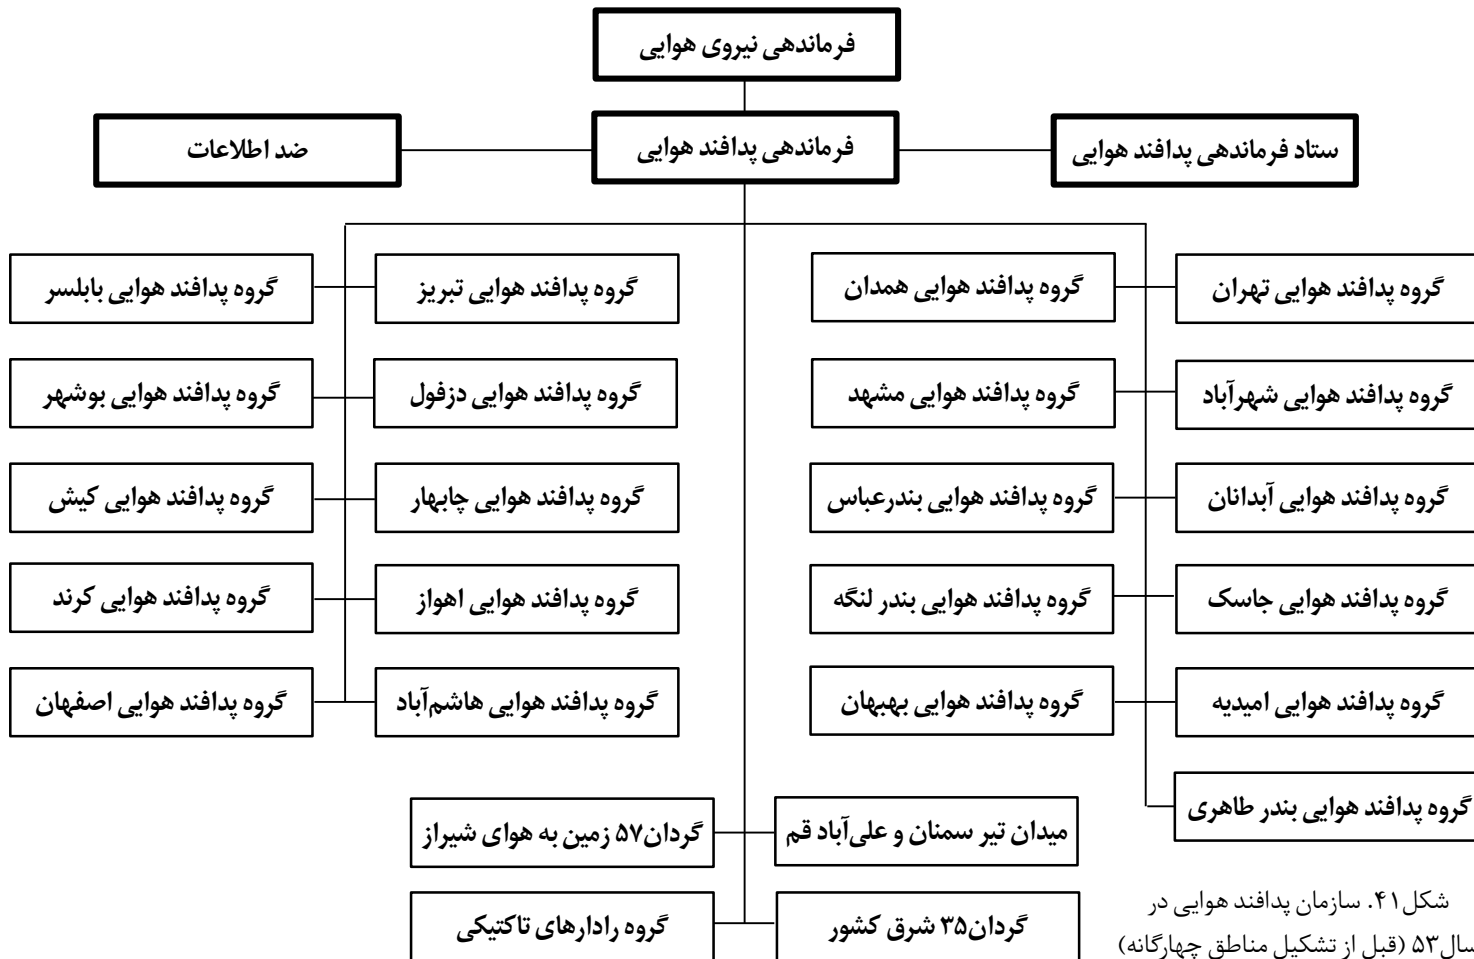 فرماندهی نیروی هوایی
ستاد فرماندهی پدافند هوایی
فرماندهی پدافند هوایی
ضد اطلاعات
گروه پدافند هوایی تهران
گروه پدافند هوایی همدان
گروه پدافند هوایی تبریز
گروه پدافند هوایی بابلسر
گروه پدافند هوایی شهرآباد
گروه پدافند هوایی مشهد
گروه پدافند هوایی دزفول
گروه پدافند هوایی بوشهر
گروه پدافند هوایی آبدانان
گروه پدافند هوایی بندرعباس
گروه پدافند هوایی چابهار
گروه پدافند هوایی کیش
گروه پدافند هوایی جاسک
گروه پدافند هوایی بندر لنگه
گروه پدافند هوایی اهواز
گروه پدافند هوایی کرند
گروه پدافند هوایی امیدیه
گروه پدافند هوایی بهبهان
گروه پدافند هوایی هاشم‌آباد
گروه پدافند هوایی اصفهان
گروه پدافند هوایی بندر طاهری
میدان تیر سمنان و علی‌آباد قم
گردان۵۷ زمین به هوای شیراز
گردان۳۵ شرق کشور
گروه رادارهای تاکتیکی
شکل۴۱. سازمان پدافند هوایی در
سال۵۳ (قبل از تشکیل مناطق چهارگانه)